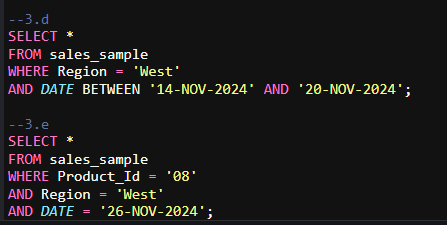 --3.d
SELECT *
FROM sales_sample
WHERE Region = 'West'
AND DATE BETWEEN '14-NOV-2024' AND '20-NOV-2024';
--3.e
SELECT *
FROM sales_sample
WHERE Product_Id = '08'
AND Region = 'West'
AND DATE = '26-NOV-2024';